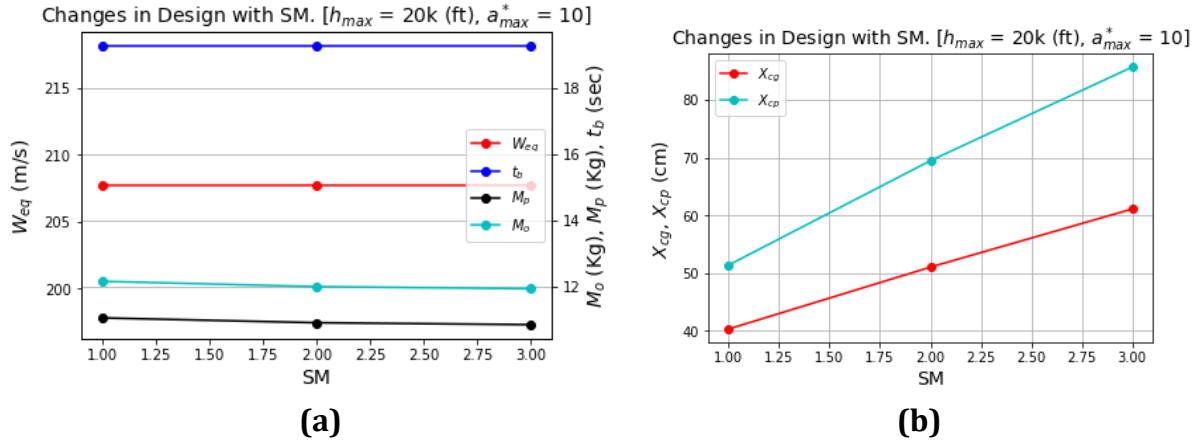 Changes in Design with SM. [h_max = 20k (ft), a*_max = 10]
W_eq (m/s)
215
210
205
200
18
16
14
12
M_o (Kg), M_p (Kg), t_b (sec)
W_eq
t_b
M_p
M_o
1.00 1.25 1.50 1.75 2.00 2.25 2.50 2.75 3.00
SM
(a)
Changes in Design with SM. [h_max = 20k (ft), a*_max = 10]
X_cg, X_cp (cm)
80
70
60
50
40
X_cg
X_cp
1.00 1.25 1.50 1.75 2.00 2.25 2.50 2.75 3.00
SM
(b)